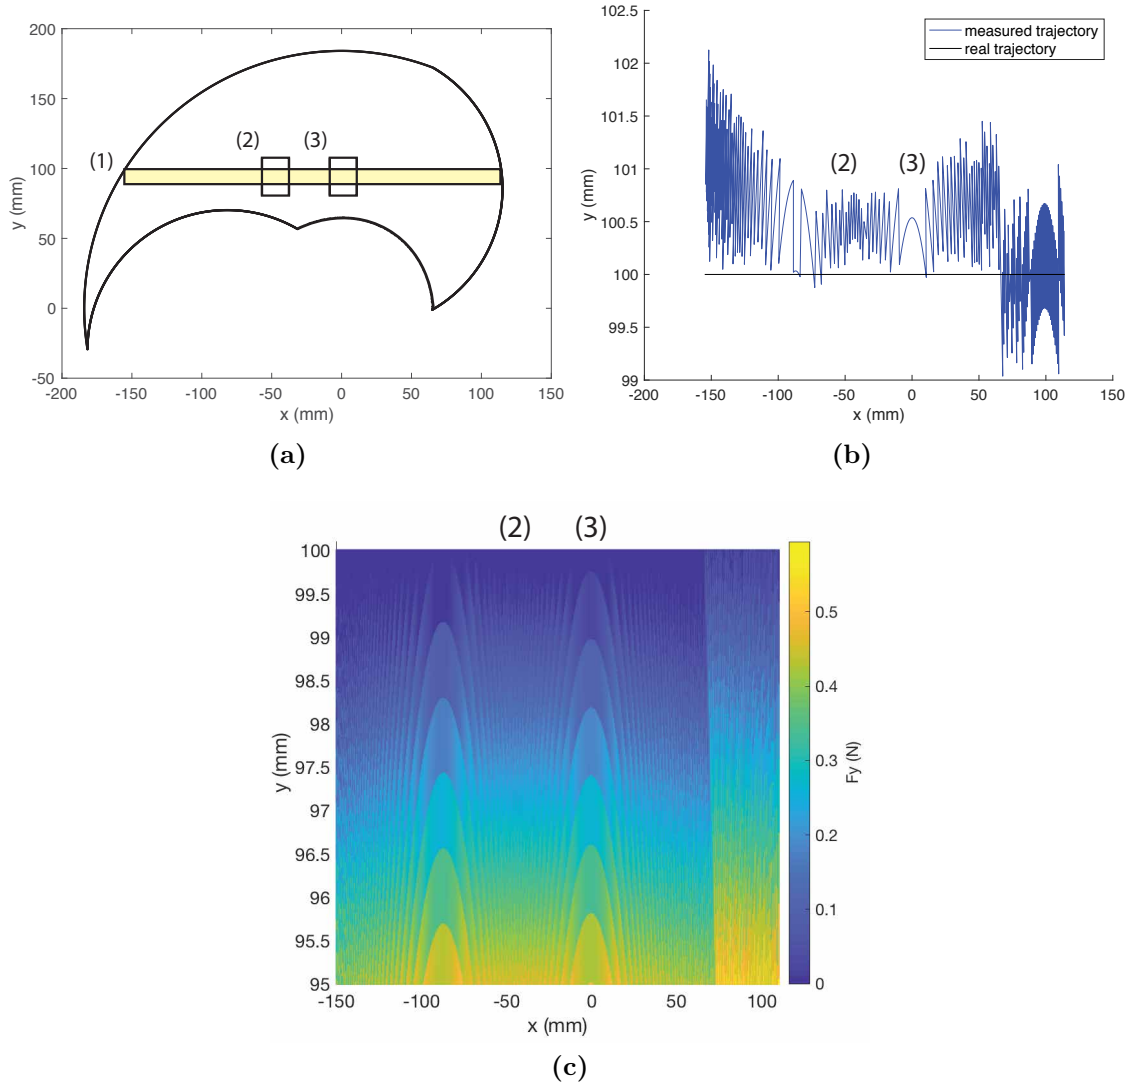 200
150
100
50
0
-50
-200 -150 -100 -50 0 50 100 150
x (mm)
y (mm)
(1)
(2)
(3)
(a)
102.5
102
101.5
101
100.5
100
99.5
99
-200 -150 -100 -50 0 50 100 150
x (mm)
y (mm)
measured trajectory
real trajectory
(2) (3)
(b)
(2) (3)
100
99.5
99
98.5
98
97.5
97
96.5
96
95.5
95
-150 -100 -50 0 50 100
x (mm)
y (mm)
0.5
0.4
0.3
0.2
0.1
0
Fy (N)
(c)